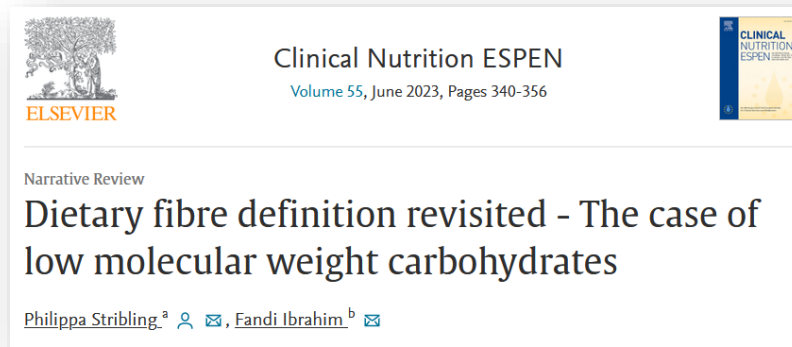 ELSEVIER
Clinical Nutrition ESPEN
Volume 55, June 2023, Pages 340-356
CLINICAL
NUTRITION
ESPEN
Narrative Review
Dietary fibre definition revisited - The case of
low molecular weight carbohydrates
Philippa Stribling a, Fandi Ibrahim b